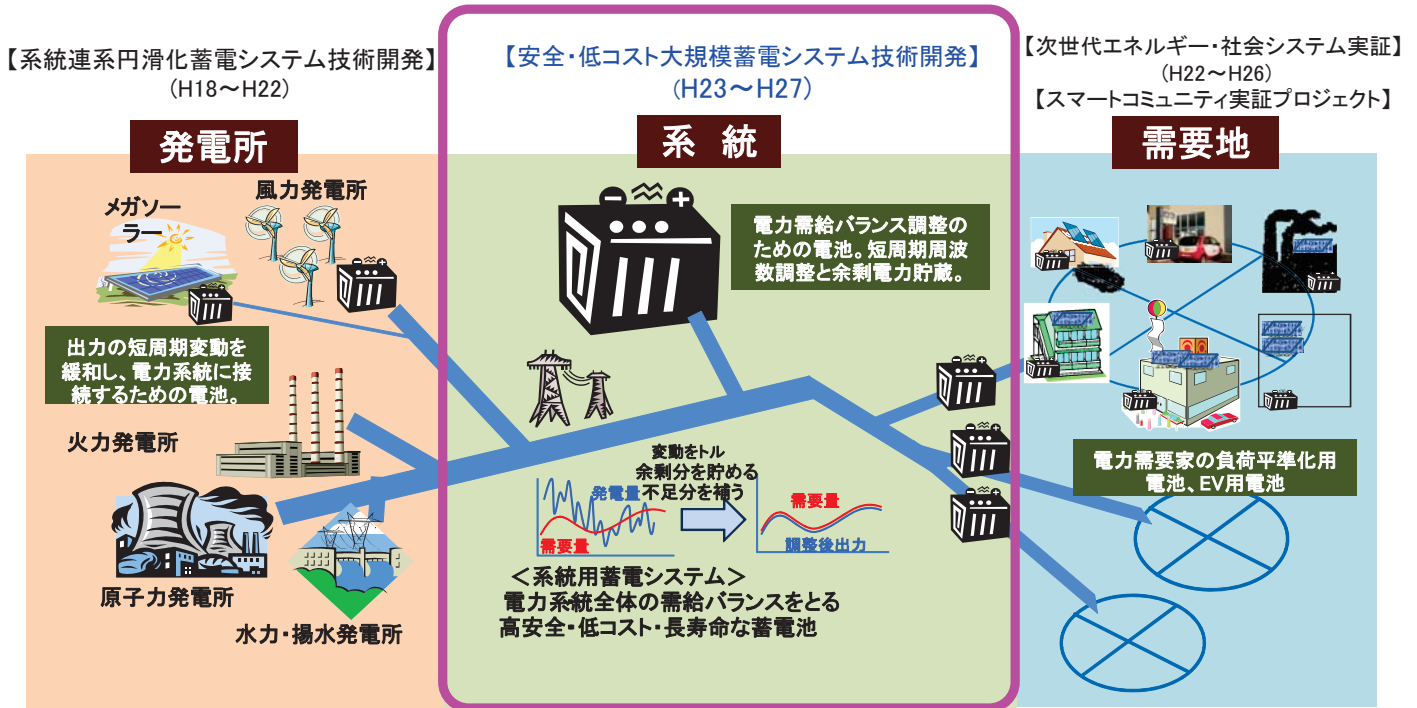 【系統連系円滑化蓄電システム技術開発】
(H18～H22)
発電所
メガソー
ラー
風力発電所
出力の短周期変動を
緩和し、電力系統に接
続するための電池。
火力発電所
原子力発電所
水力・揚水発電所
【安全・低コスト大規模蓄電システム技術開発】
(H23～H27)
系 統
電力需給バランス調整の
ための電池。短周期周波
数調整と余剰電力貯蔵。
変動をトル
余剰分を貯める
不足分を補う
発電量
需要量
需要量
調整後出力
＜系統用蓄電システム＞
電力系統全体の需給バランスをとる
高安全・低コスト・長寿命な蓄電池
【次世代エネルギー・社会システム実証】
(H22～H26)
【スマートコミュニティ実証プロジェクト】
需要地
電力需要家の負荷平準化用
電池、EV用電池